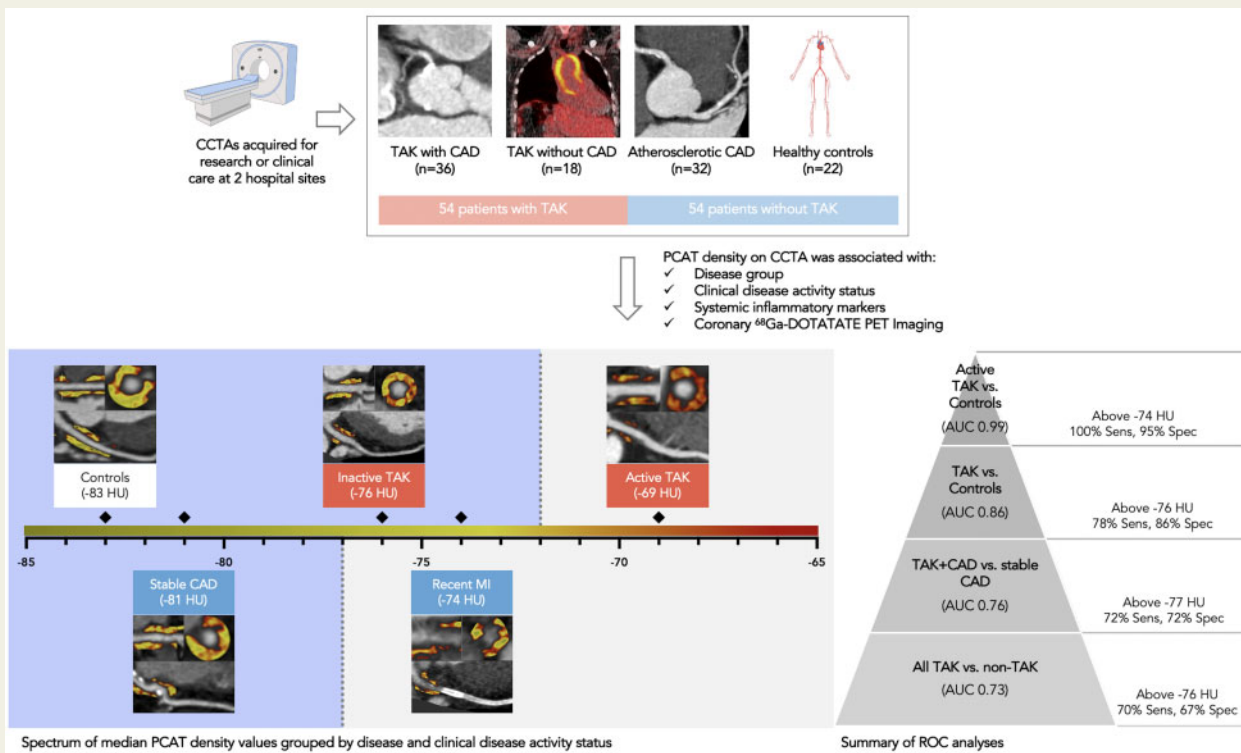 CCTAs acquired for
research or clinical
care at 2 hospital sites
TAK with CAD
(n=36)
TAK without CAD
(n=18)
Atherosclerotic CAD
(n=32)
Healthy controls
(n=22)
54 patients with TAK
54 patients without TAK
PCAT density on CCTA was associated with:
✓ Disease group
✓ Clinical disease activity status
✓ Systemic inflammatory markers
✓ Coronary ⁶⁸Ga-DOTATATE PET Imaging
Controls
(-83 HU)
Inactive TAK
(-76 HU)
Active TAK
(-69 HU)
-85 -80 -75 -70 -65
Stable CAD
(-81 HU)
Recent MI
(-74 HU)
Spectrum of median PCAT density values grouped by disease and clinical disease activity status
Active
TAK vs.
Controls
(AUC 0.99)
Above -74 HU
100% Sens, 95% Spec
TAK vs.
Controls
(AUC 0.86)
Above -76 HU
78% Sens, 86% Spec
TAK+CAD vs. stable
CAD
(AUC 0.76)
Above -77 HU
72% Sens, 72% Spec
All TAK vs. non-TAK
(AUC 0.73)
Above -76 HU
70% Sens, 67% Spec
Summary of ROC analyses